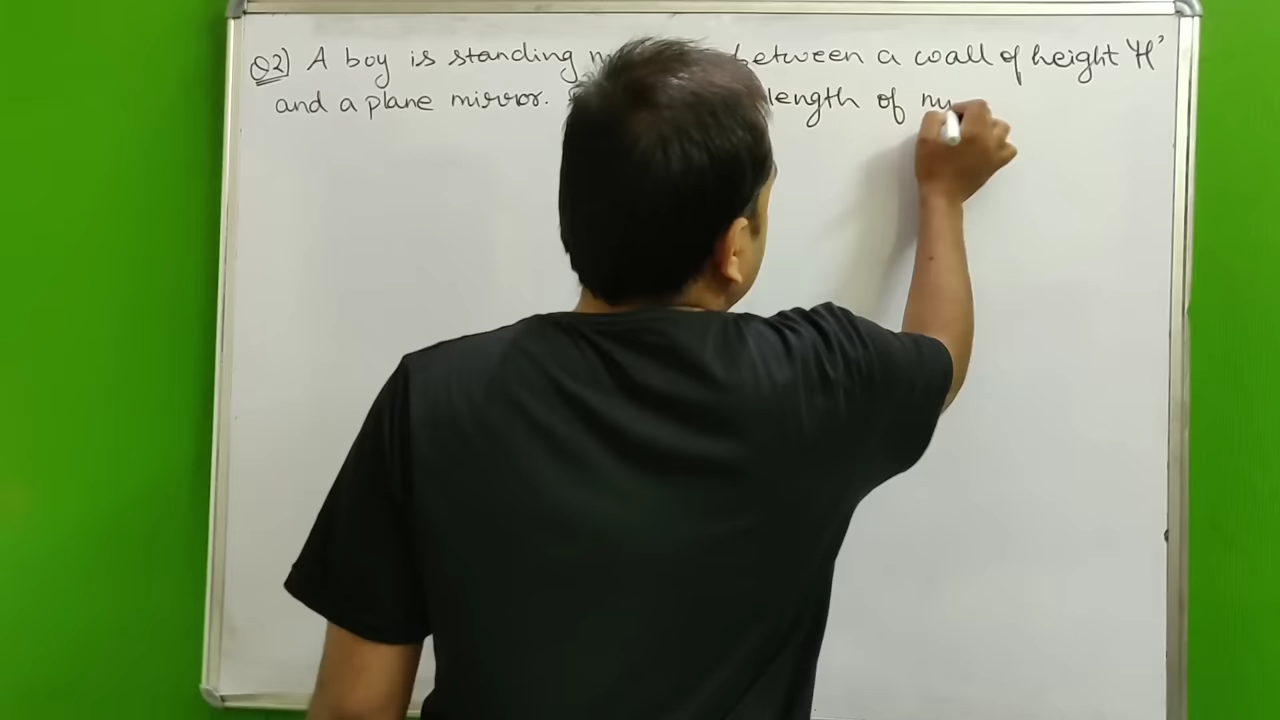 Q2) A boy is standing between a wall of height 'H'
and a plane mirror. length of